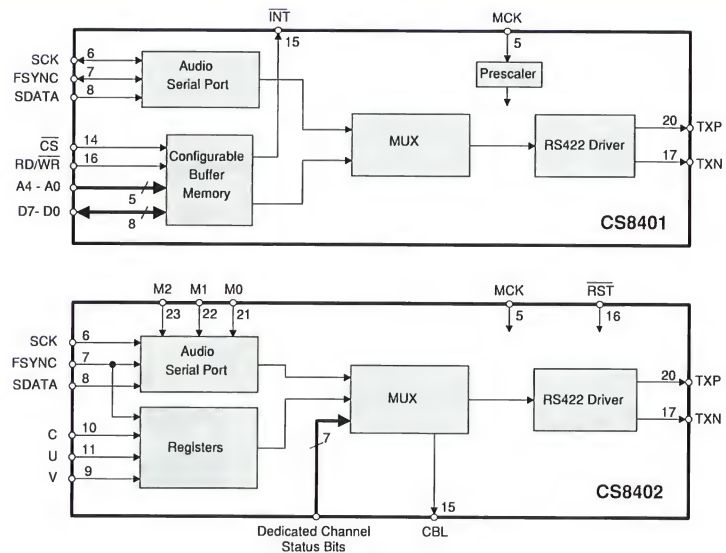 INT MCK
15 5
SCK 6 Audio Serial Port Prescaler
FSYNC 7
SDATA 8
CS 14 Configurable Buffer Memory MUX RS422 Driver 20 TXP
RD/WR 16 17 TXN
A4 - A0 5
D7- D0 8
CS8401
M2 M1 M0 MCK RST
23 22 21 5 16
SCK 6 Audio Serial Port
FSYNC 7
SDATA 8 MUX RS422 Driver 20 TXP
17 TXN
C 10 Registers
U 11 7
V 9
CS8402
15
Dedicated Channel Status Bits CBL